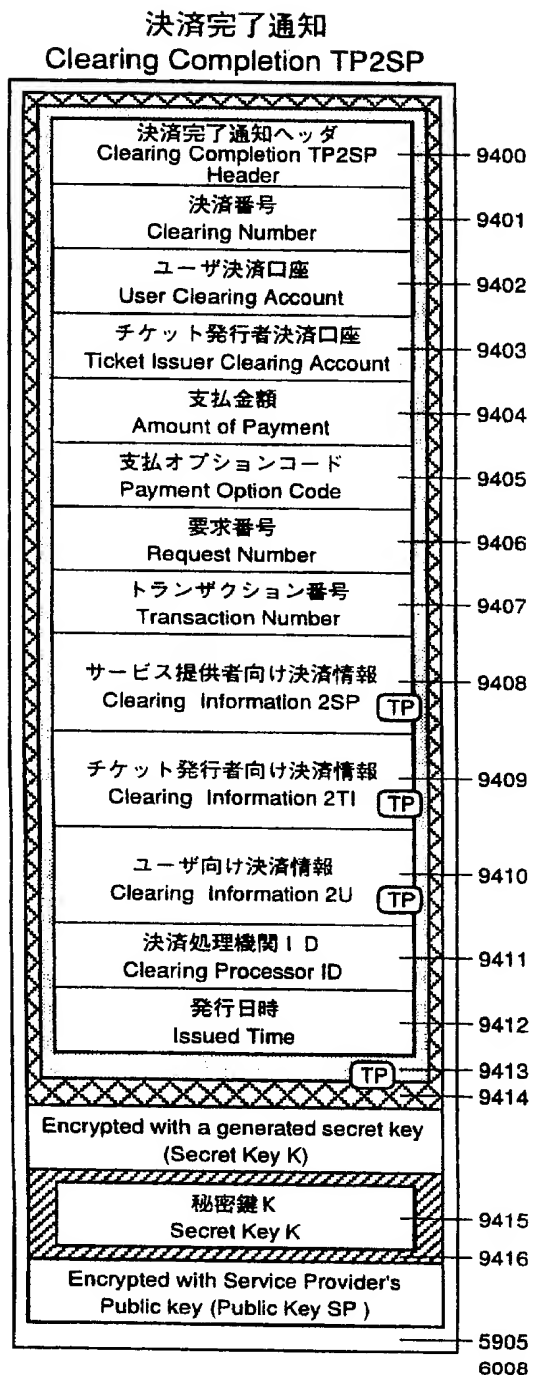 決済完了通知
Clearing Completion TP2SP
決済完了通知ヘッダ
Clearing Completion TP2SP
Header
9400
決済番号
Clearing Number
9401
ユーザ決済口座
User Clearing Account
9402
チケット発行者決済口座
Ticket Issuer Clearing Account
9403
支払金額
Amount of Payment
9404
支払オプションコード
Payment Option Code
9405
要求番号
Request Number
9406
トランザクション番号
Transaction Number
9407
サービス提供者向け決済情報
Clearing Information 2SP
TP
9408
チケット発行者向け決済情報
Clearing Information 2TI
TP
9409
ユーザ向け決済情報
Clearing Information 2U
TP
9410
決済処理機関ID
Clearing Processor ID
9411
発行日時
Issued Time
9412
TP
9413
9414
Encrypted with a generated secret key
(Secret Key K)
秘密鍵K
Secret Key K
9415
9416
Encrypted with Service Provider's
Public key (Public Key SP )
5905
6008